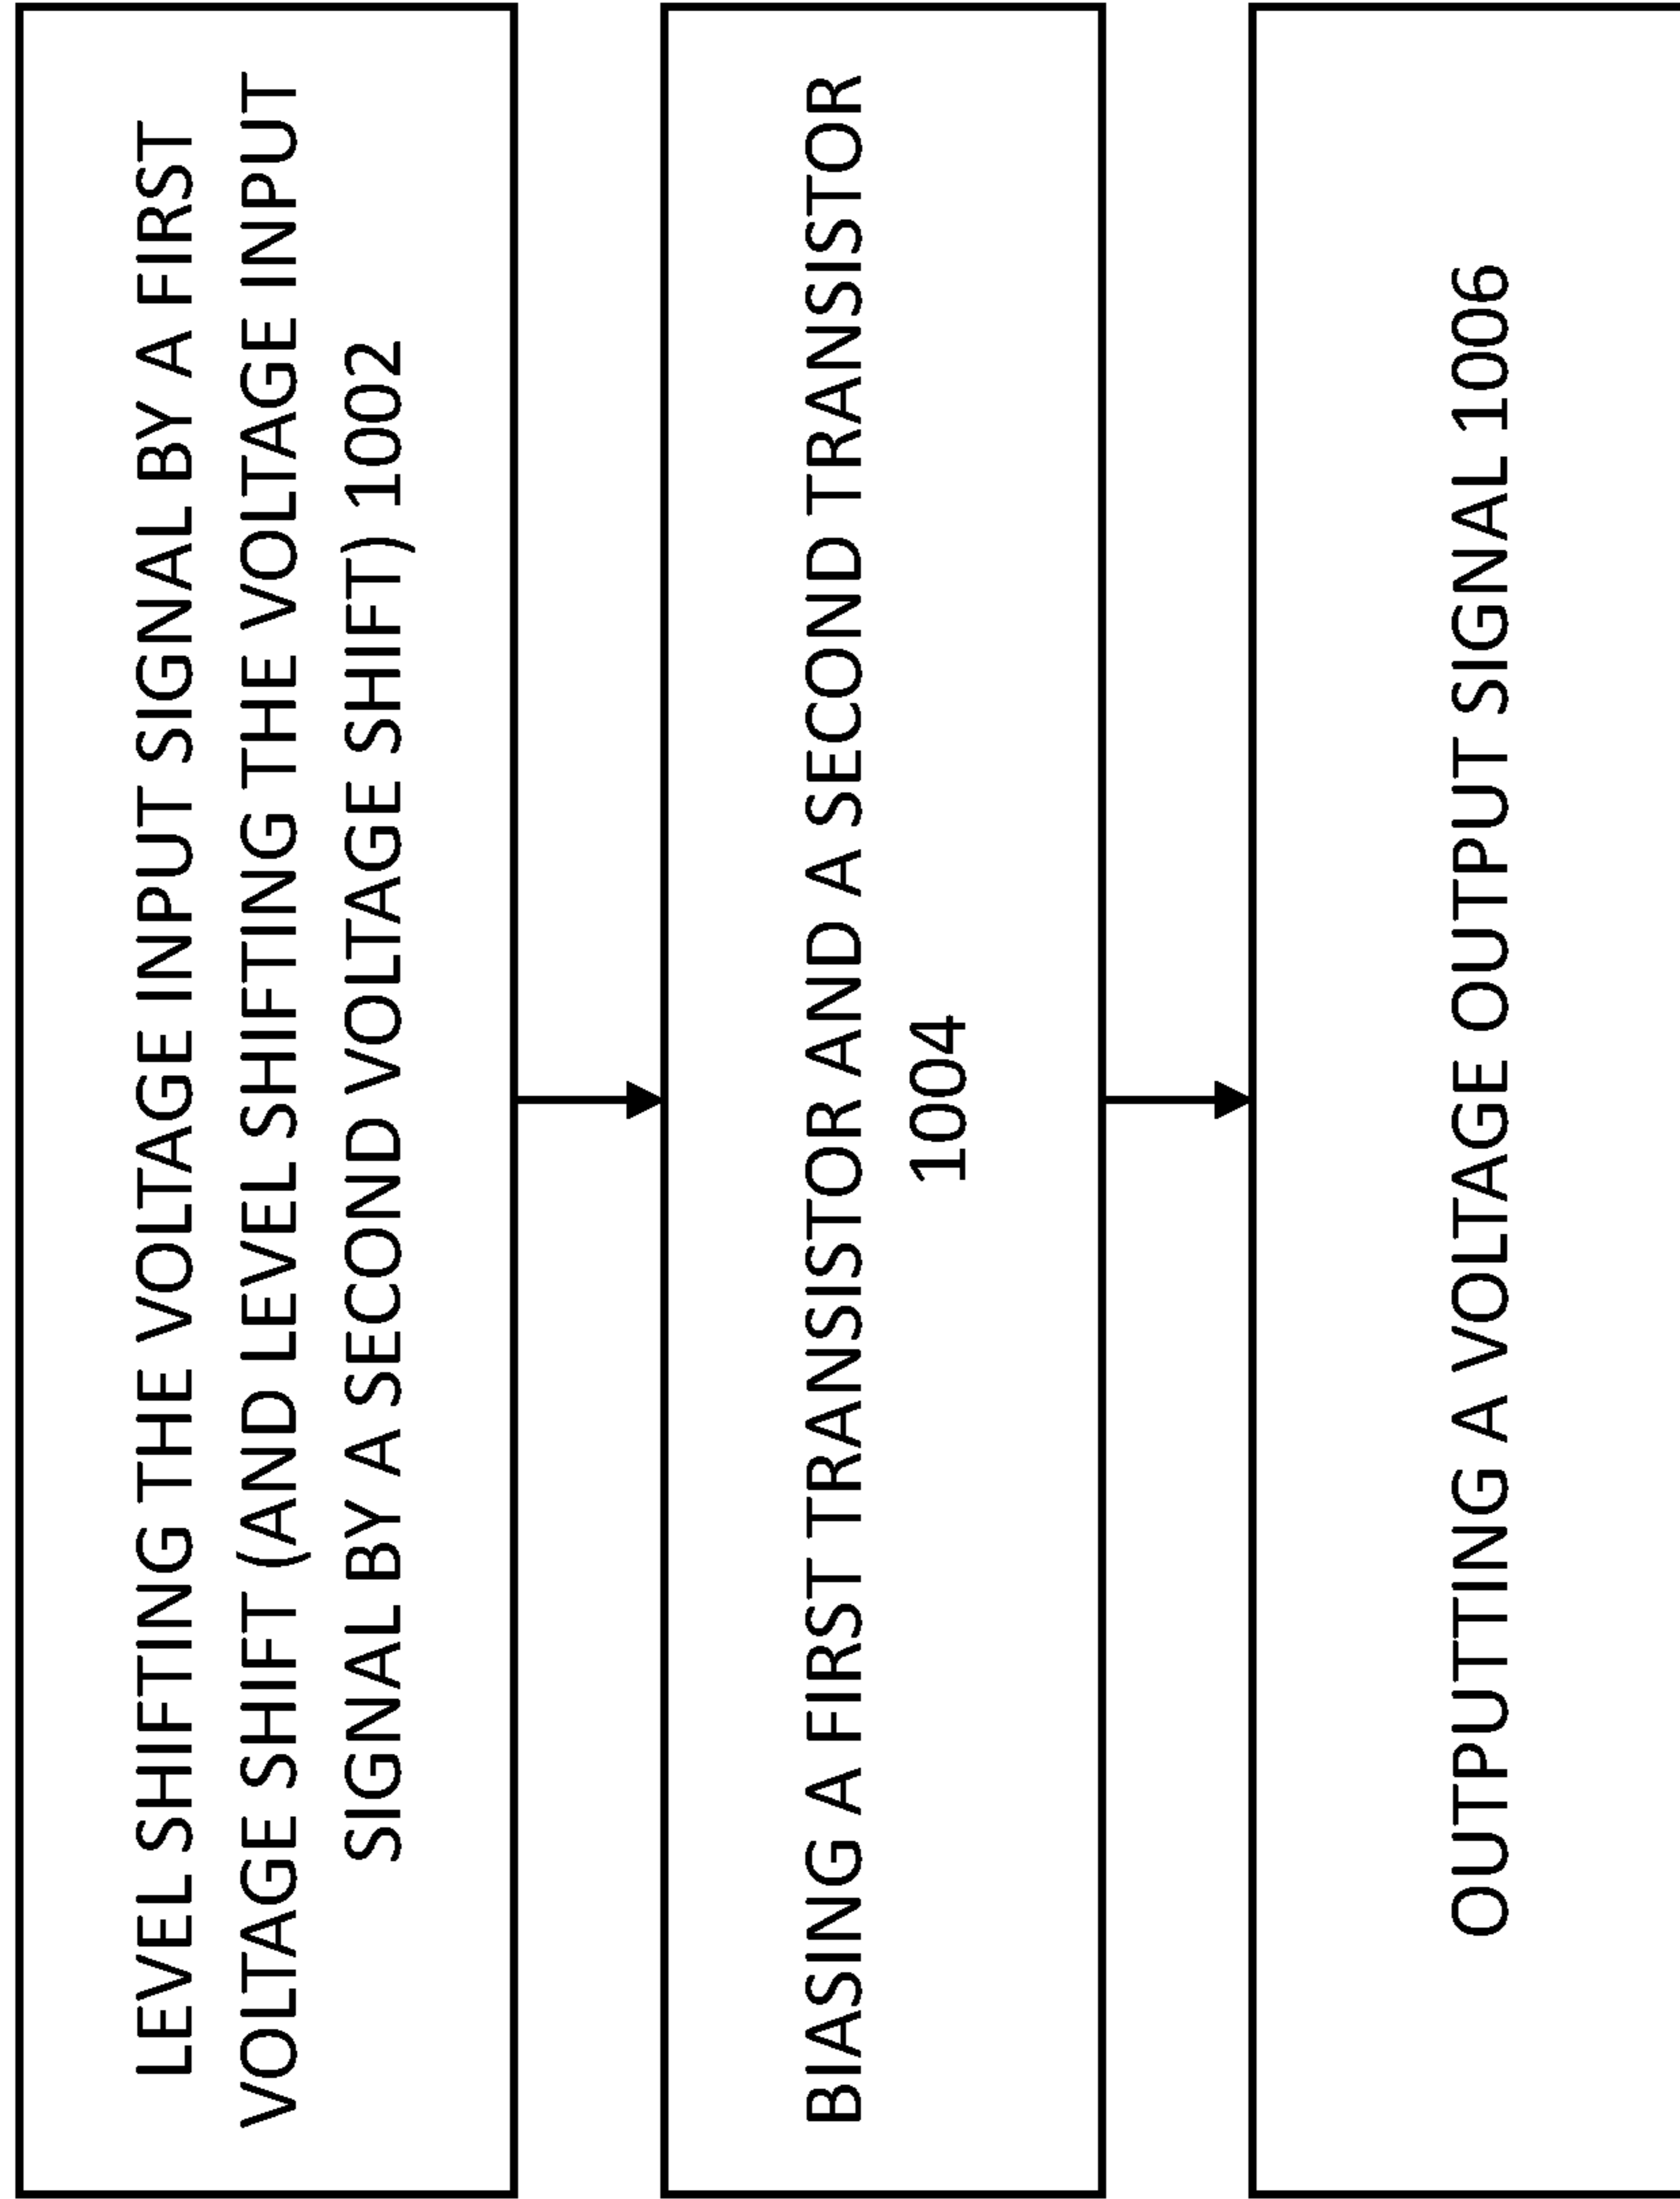 LEVEL SHIFTING THE VOLTAGE INPUT SIGNAL BY A FIRST
VOLTAGE SHIFT (AND LEVEL SHIFTING THE VOLTAGE INPUT
SIGNAL BY A SECOND VOLTAGE SHIFT) 1002
BIASING A FIRST TRANSISTOR AND A SECOND TRANSISTOR
1004
OUTPUTTING A VOLTAGE OUTPUT SIGNAL 1006